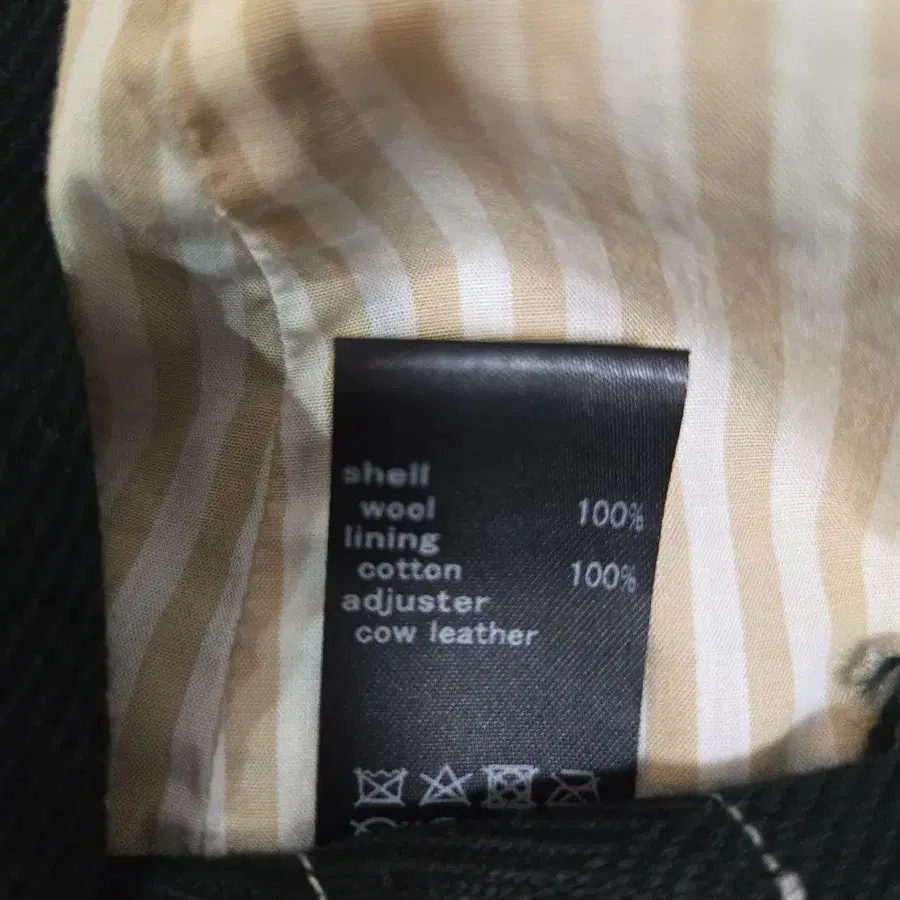 shell
wool 100%
lining
cotton 100%
adjuster
cow leather